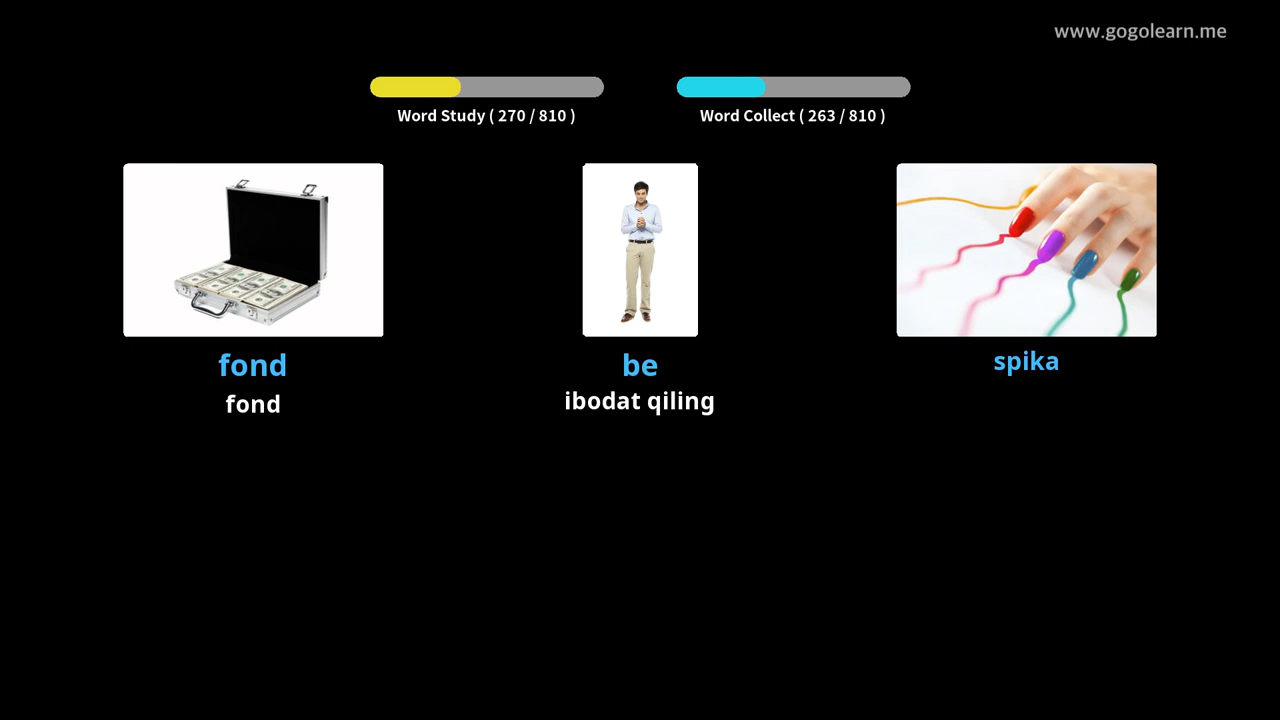 www.gogolearn.me
Word Study ( 270 / 810 )
Word Collect ( 263 / 810 )
fond
fond
be
ibodat qiling
spika